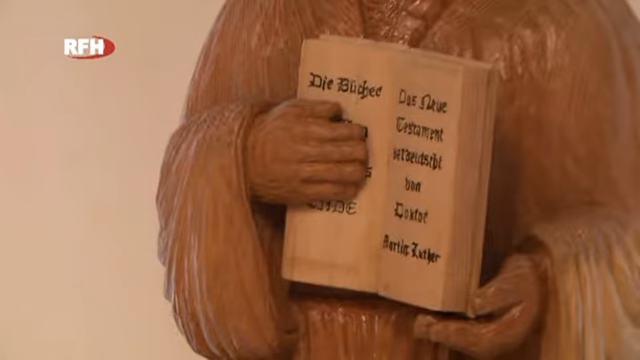 RFH
Die Bücher
Das Neue
Testament
verdeutscht
von
Doktor
Martin Luther